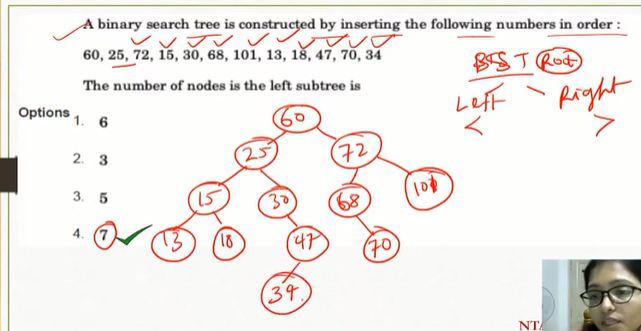 A binary search tree is constructed by inserting the following numbers in order :
60, 25, 72, 15, 30, 68, 101, 13, 18, 47, 70, 34
The number of nodes is the left subtree is
Options
1. 6
2. 3
3. 5
4. 7
BST Root
Left Right
< >
60
25 72
15 30 68 101
13 18 47 70
34
NTA